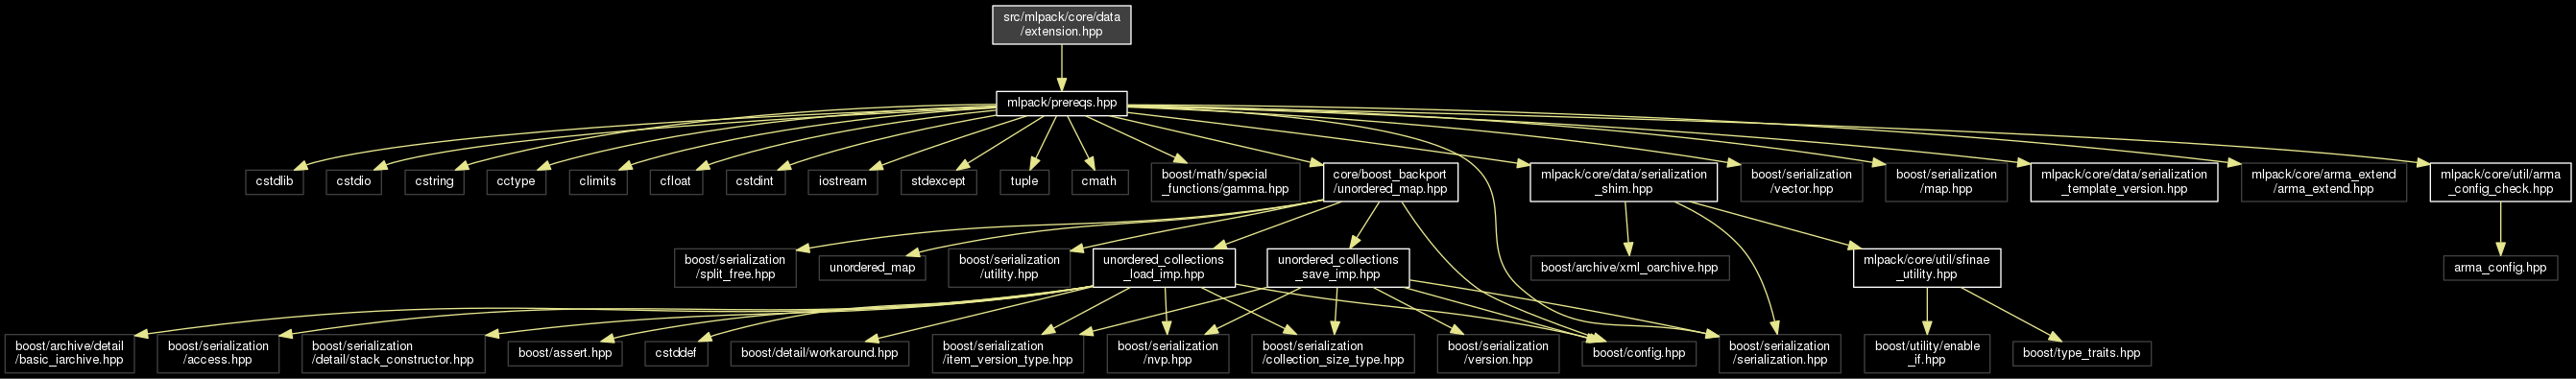 src/mlpack/core/data
/extension.hpp
mlpack/prereqs.hpp
cstdlib
cstdio
cstring
cctype
climits
cfloat
cstdint
iostream
stdexcept
tuple
cmath
boost/math/special
_functions/gamma.hpp
core/boost_backport
/unordered_map.hpp
mlpack/core/data/serialization
_shim.hpp
boost/serialization
/vector.hpp
boost/serialization
/map.hpp
mlpack/core/data/serialization
_template_version.hpp
mlpack/core/arma_extend
/arma_extend.hpp
mlpack/core/util/arma
_config_check.hpp
boost/serialization
/split_free.hpp
unordered_map
boost/serialization
/utility.hpp
unordered_collections
_load_imp.hpp
unordered_collections
_save_imp.hpp
boost/archive/xml_oarchive.hpp
mlpack/core/util/sfinae
_utility.hpp
arma_config.hpp
boost/archive/detail
/basic_iarchive.hpp
boost/serialization
/access.hpp
boost/serialization
/detail/stack_constructor.hpp
boost/assert.hpp
cstddef
boost/detail/workaround.hpp
boost/serialization
/item_version_type.hpp
boost/serialization
/nvp.hpp
boost/serialization
/collection_size_type.hpp
boost/serialization
/version.hpp
boost/config.hpp
boost/serialization
/serialization.hpp
boost/utility/enable
_if.hpp
boost/type_traits.hpp